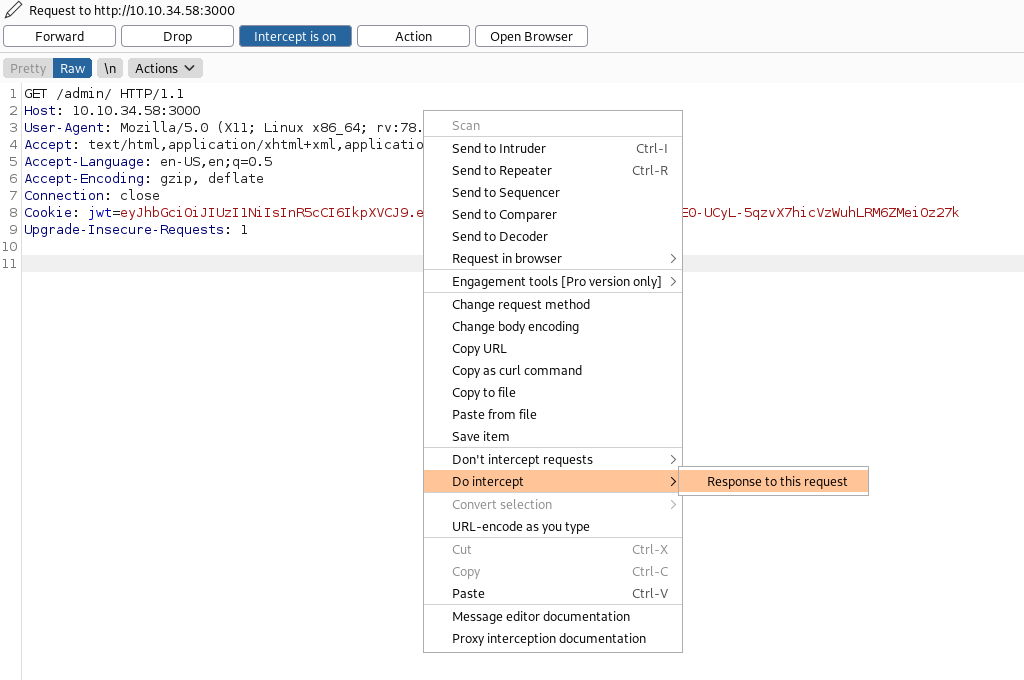 Request to http://10.10.34.58:3000
Forward Drop Intercept is on Action Open Browser
Pretty Raw \n Actions
1 GET /admin/ HTTP/1.1
2 Host: 10.10.34.58:3000
3 User-Agent: Mozilla/5.0 (X11; Linux x86_64; rv:78.
4 Accept: text/html,application/xhtml+xml,applicatio
5 Accept-Language: en-US,en;q=0.5
6 Accept-Encoding: gzip, deflate
7 Connection: close
8 Cookie: jwt=eyJhbGciOiJIUzI1NiIsInR5cCI6IkpXVCJ9.e E0-UCyL-5qzvX7hicVzWuhLRM6ZMeiOz27k
9 Upgrade-Insecure-Requests: 1
10
11
Scan
Send to Intruder Ctrl-I
Send to Repeater Ctrl-R
Send to Sequencer
Send to Comparer
Send to Decoder
Request in browser
Engagement tools [Pro version only]
Change request method
Change body encoding
Copy URL
Copy as curl command
Copy to file
Paste from file
Save item
Don't intercept requests
Do intercept
Response to this request
Convert selection
URL-encode as you type
Cut Ctrl-X
Copy Ctrl-C
Paste Ctrl-V
Message editor documentation
Proxy interception documentation